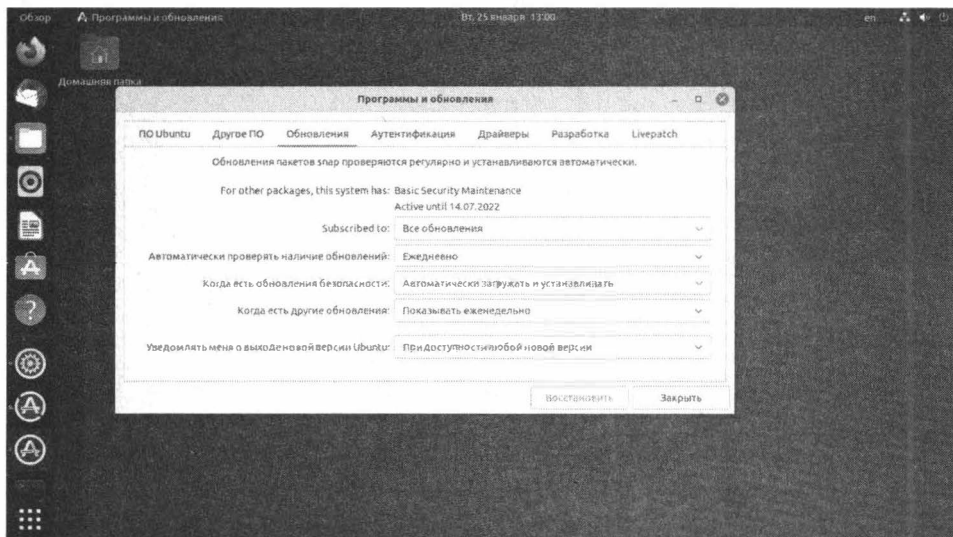 Обзор
Программы и обновления
Вт, 25 января 13:00
en
Домашняя папка
Программы и обновления
ПО Ubuntu Другое ПО Обновления Аутентификация Драйверы Разработка Livepatch
Обновления пакетов snap проверяются регулярно и устанавливаются автоматически.
For other packages, this system has: Basic Security Maintenance
Active until 14.07.2022
Subscribed to: Все обновления
Автоматически проверять наличие обновлений: Ежедневно
Когда есть обновления безопасности: Автоматически загружать и устанавливать
Когда есть другие обновления: Показывать еженедельно
Уведомлять меня о выходе новой версии Ubuntu: При доступности любой новой версии
Восстановить Закрыть